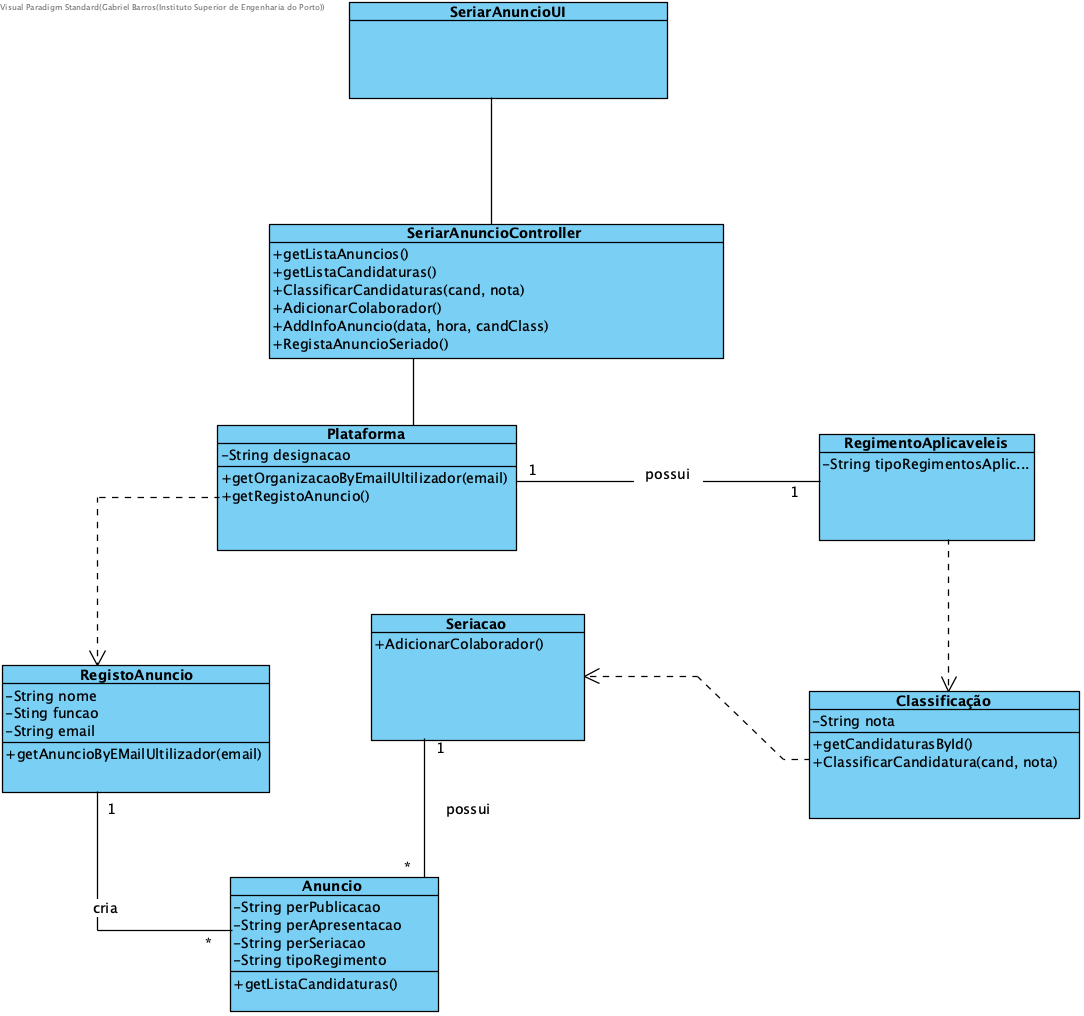 Visual Paradigm Standard(Gabriel Barros(Instituto Superior de Engenharia do Porto))
SeriarAnuncioUI
SeriarAnuncioController
+getListaAnuncios()
+getListaCandidaturas()
+ClassificarCandidaturas(cand, nota)
+AdicionarColaborador()
+AddInfoAnuncio(data, hora, candClass)
+RegistaAnuncioSeriado()
Plataforma
-String designacao
+getOrganizacaoByEmailUltilizador(email)
+getRegistoAnuncio()
1
possui
1
RegimentoAplicaveleis
-String tipoRegimentosAplic...
Seriacao
+AdicionarColaborador()
RegistoAnuncio
-String nome
-Sting funcao
-String email
+getAnuncioByEMailUltilizador(email)
Classificação
-String nota
+getCandidaturasById()
+ClassificarCandidatura(cand, nota)
1
possui
*
1
cria
*
Anuncio
-String perPublicacao
-String perApresentacao
-String perSeriacao
-String tipoRegimento
+getListaCandidaturas()